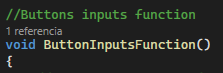 //Buttons inputs function
1 referencia
void ButtonInputsFunction()
{